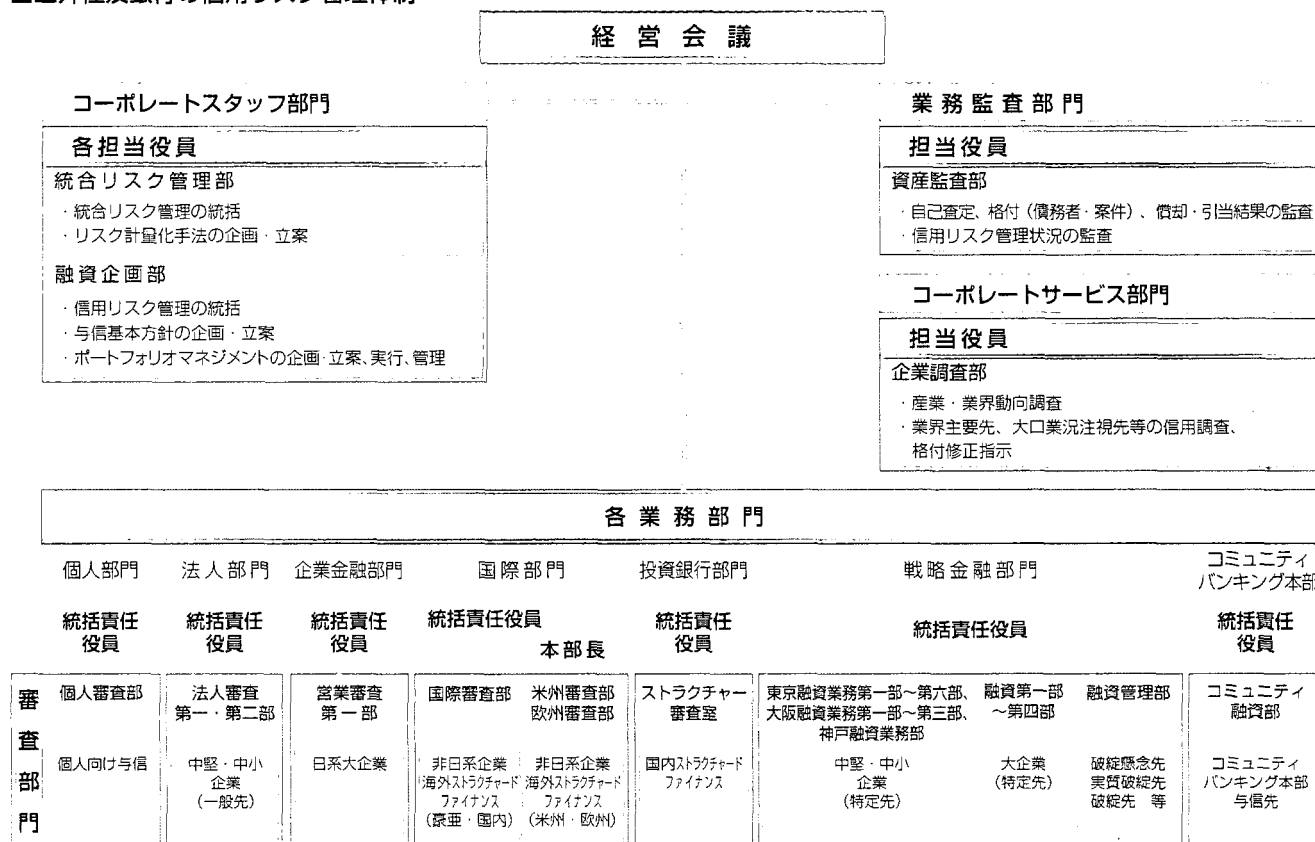 経営会議
コーポレートスタッフ部門
各担当役員
統合リスク管理部
・統合リスク管理の統括
・リスク計量化手法の企画・立案
融資企画部
・信用リスク管理の統括
・与信基本方針の企画・立案
・ポートフォリオマネジメントの企画・立案、実行、管理
業務監査部門
担当役員
資産監査部
・自己査定、格付（債務者・案件）、償却・引当結果の監査
・信用リスク管理状況の監査
コーポレートサービス部門
担当役員
企業調査部
・産業・業界動向調査
・業界主要先、大口業況注視先等の信用調査、
格付修正指示
各業務部門
個人部門
法人部門
企業金融部門
国際部門
投資銀行部門
戦略金融部門
コミュニティ
バンキング本部
統括責任
役員
統括責任
役員
統括責任
役員
統括責任役員
本部長
統括責任
役員
統括責任役員
統括責任
役員
審査部門
個人審査部
個人向け与信
法人審査
第一・第二部
中堅・中小
企業
（一般先）
営業審査
第一部
日系大企業
国際審査部
非日系企業
海外ストラクチャード
ファイナンス
（豪亜・国内）
米州審査部
欧州審査部
非日系企業
海外ストラクチャード
ファイナンス
（米州・欧州）
ストラクチャー
審査室
国内ストラクチャード
ファイナンス
東京融資業務第一部～第六部、
大阪融資業務第一部～第三部、
神戸融資業務部
中堅・中小
企業
（特定先）
融資第一部
～第四部
大企業
（特定先）
融資管理部
破綻懸念先
実質破綻先
破綻先 等
コミュニティ
融資部
コミュニティ
バンキング本部
与信先